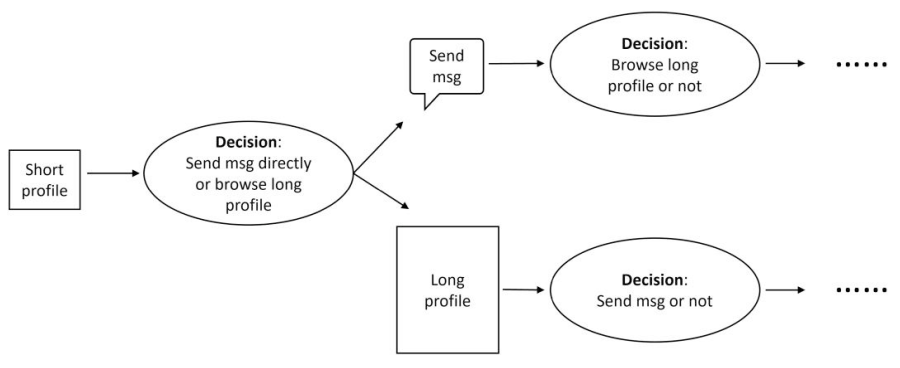 Short
profile
Decision:
Send msg directly
or browse long
profile
Send
msg
Decision:
Browse long
profile or not
......
Long
profile
Decision:
Send msg or not
......